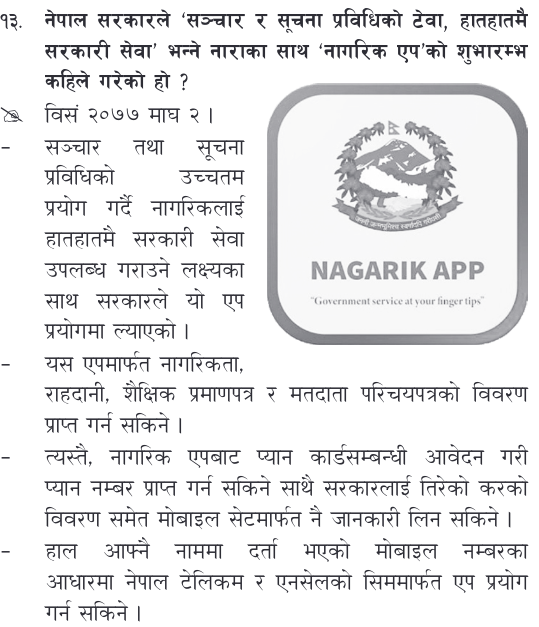 १३. नेपाल सरकारले ‘सञ्चार र सूचना प्रविधिको टेवा, हातहातमै
सरकारी सेवा’ भन्ने नाराका साथ ‘नागरिक एप’को शुभारम्भ
कहिले गरेको हो ?
विसं २०७७ माघ २ ।
- सञ्चार तथा सूचना
प्रविधिको उच्चतम
प्रयोग गर्दै नागरिकलाई
हातहातमै सरकारी सेवा
उपलब्ध गराउने लक्ष्यका
साथ सरकारले यो एप
प्रयोगमा ल्याएको ।
NAGARIK APP
"Government service at your finger tips"
- यस एपमार्फत नागरिकता,
राहदानी, शैक्षिक प्रमाणपत्र र मतदाता परिचयपत्रको विवरण
प्राप्त गर्न सकिने ।
- त्यस्तै, नागरिक एपबाट प्यान कार्डसम्बन्धी आवेदन गरी
प्यान नम्बर प्राप्त गर्न सकिने साथै सरकारलाई तिरेको करको
विवरण समेत मोबाइल सेटमार्फत नै जानकारी लिन सकिने ।
- हाल आफ्नै नाममा दर्ता भएको मोबाइल नम्बरका
आधारमा नेपाल टेलिकम र एनसेलको सिममार्फत एप प्रयोग
गर्न सकिने ।